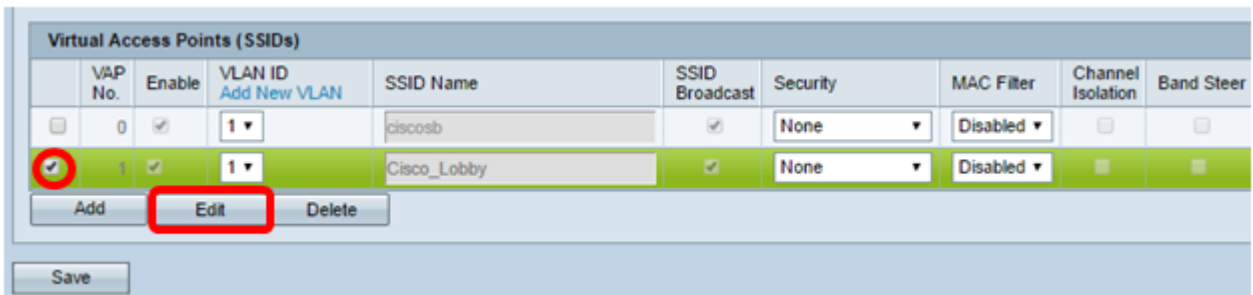 Virtual Access Points (SSIDs)
VAP No. Enable VLAN ID Add New VLAN SSID Name SSID Broadcast Security MAC Filter Channel Isolation Band Steer
0 1 ciscosb None Disabled
1 1 Cisco_Lobby None Disabled
Add Edit Delete
Save